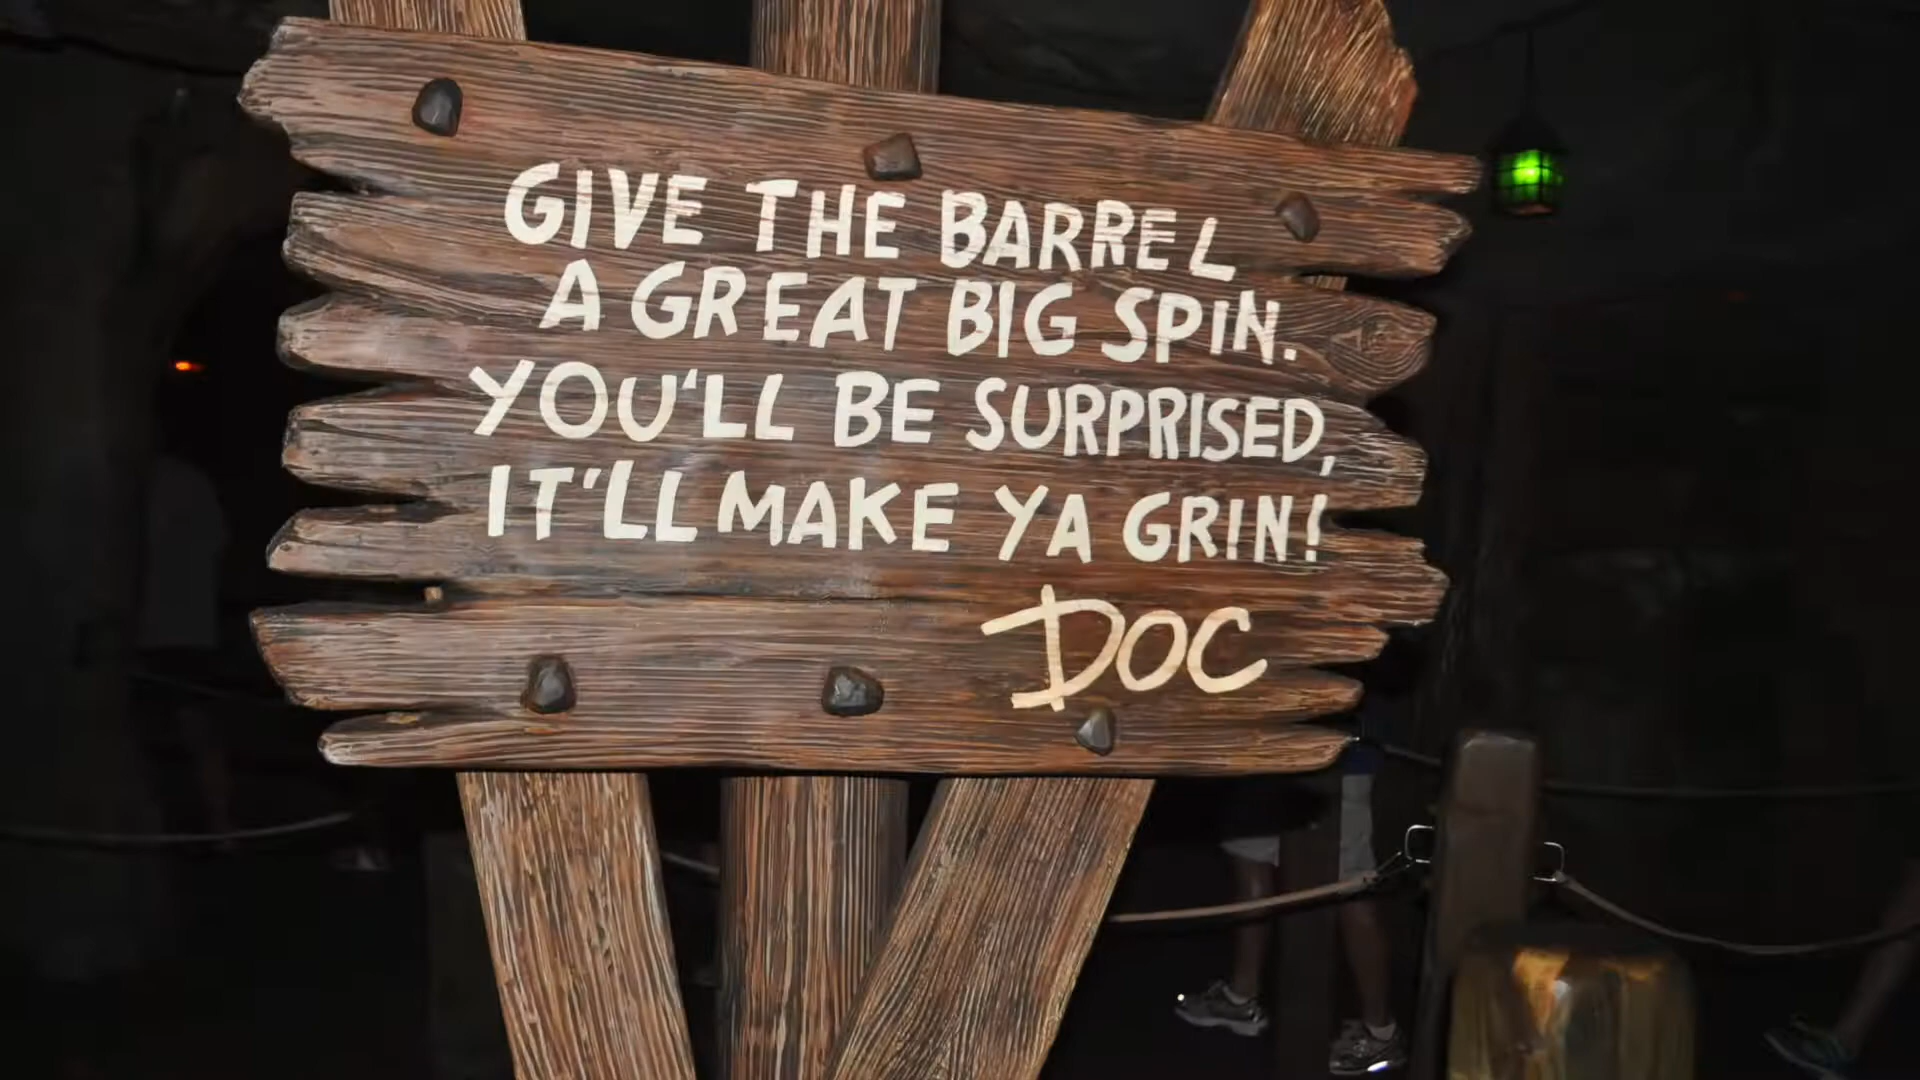 GIVE THE BARREL
A GREAT BIG SPIN.
YOU'LL BE SURPRISED,
IT'LL MAKE YA GRIN!
DOC